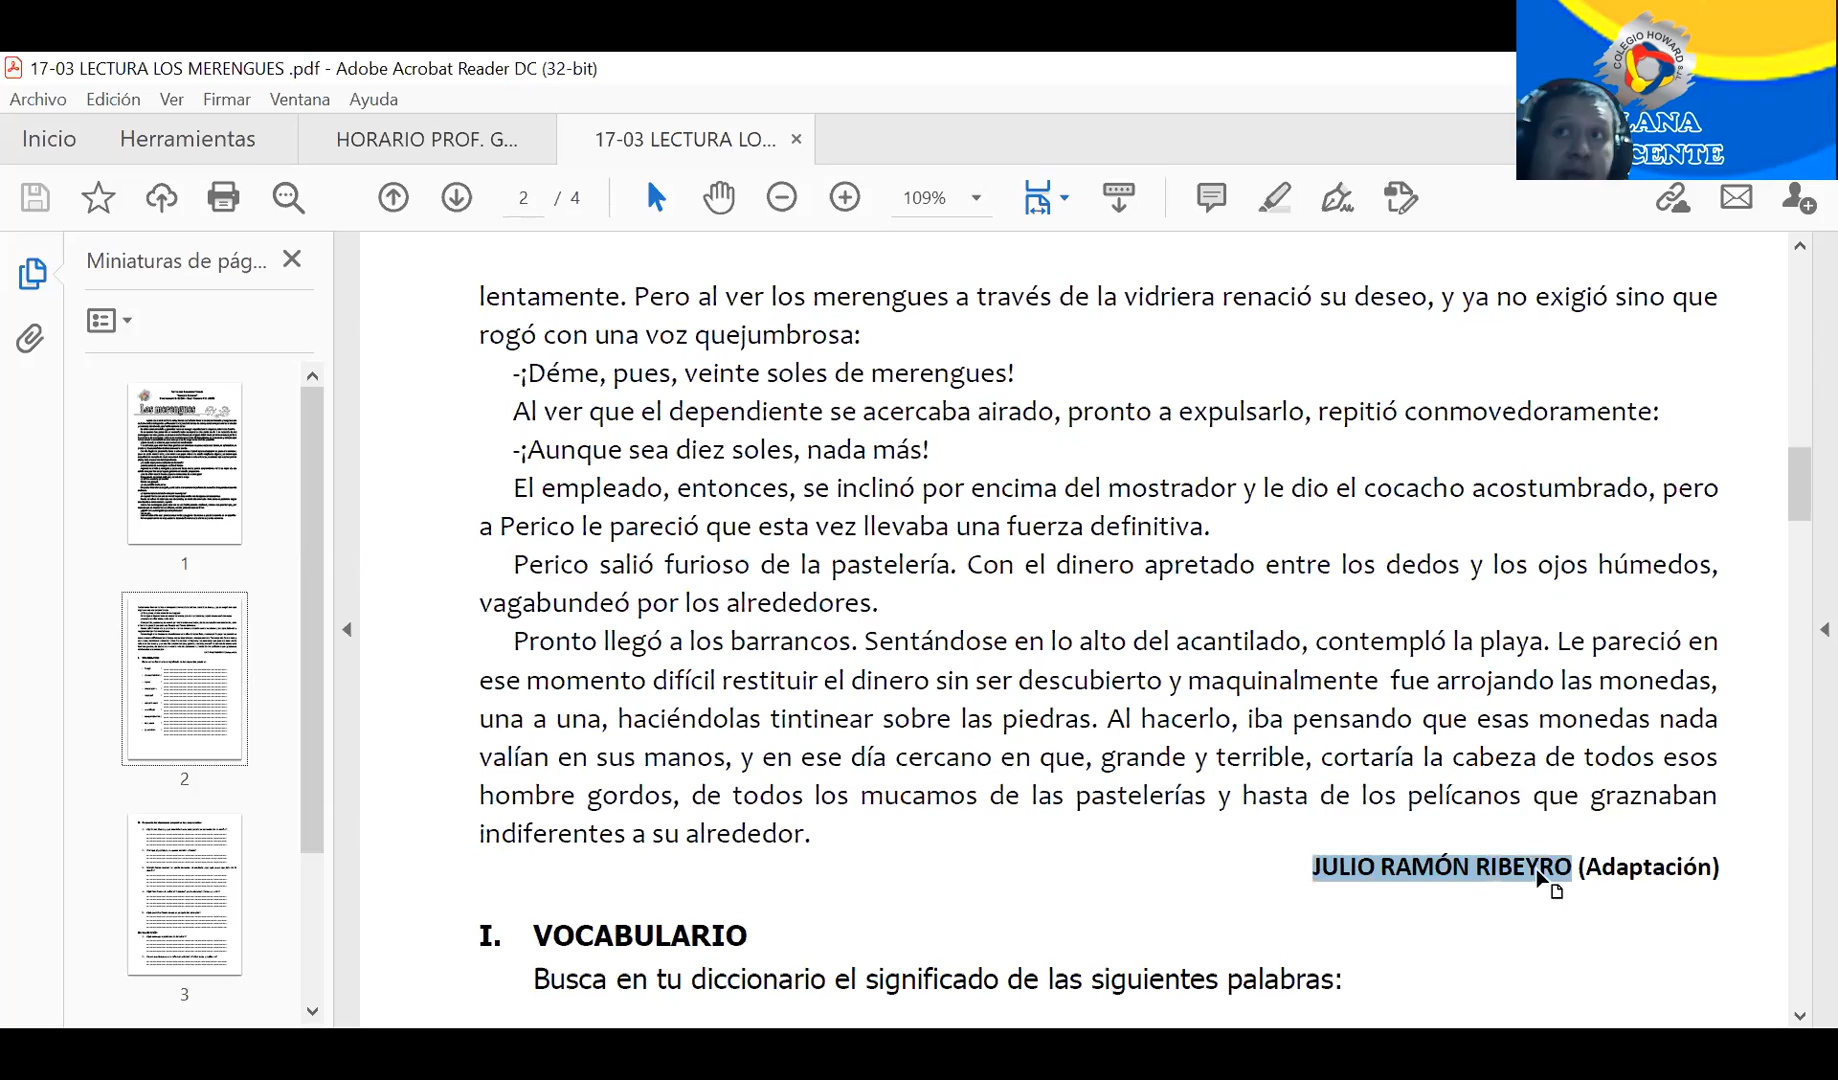 17-03 LECTURA LOS MERENGUES .pdf - Adobe Acrobat Reader DC (32-bit)
Archivo Edición Ver Firmar Ventana Ayuda
Inicio Herramientas HORARIO PROF. G... 17-03 LECTURA LO... ×
2 / 4 109%
COLEGIO HOWARD
LANA
CENTE
Miniaturas de pág...
Los merengues
1
2
3
lentamente. Pero al ver los merengues a través de la vidriera renació su deseo, y ya no exigió sino que
rogó con una voz quejumbrosa:
-¡Déme, pues, veinte soles de merengues!
Al ver que el dependiente se acercaba airado, pronto a expulsarlo, repitió conmovedoramente:
-¡Aunque sea diez soles, nada más!
El empleado, entonces, se inclinó por encima del mostrador y le dio el cocacho acostumbrado, pero
a Perico le pareció que esta vez llevaba una fuerza definitiva.
Perico salió furioso de la pastelería. Con el dinero apretado entre los dedos y los ojos húmedos,
vagabundeó por los alrededores.
Pronto llegó a los barrancos. Sentándose en lo alto del acantilado, contempló la playa. Le pareció en
ese momento difícil restituir el dinero sin ser descubierto y maquinalmente fue arrojando las monedas,
una a una, haciéndolas tintinear sobre las piedras. Al hacerlo, iba pensando que esas monedas nada
valían en sus manos, y en ese día cercano en que, grande y terrible, cortaría la cabeza de todos esos
hombre gordos, de todos los mucamos de las pastelerías y hasta de los pelícanos que graznaban
indiferentes a su alrededor.
JULIO RAMÓN RIBEYRO (Adaptación)
I. VOCABULARIO
Busca en tu diccionario el significado de las siguientes palabras: